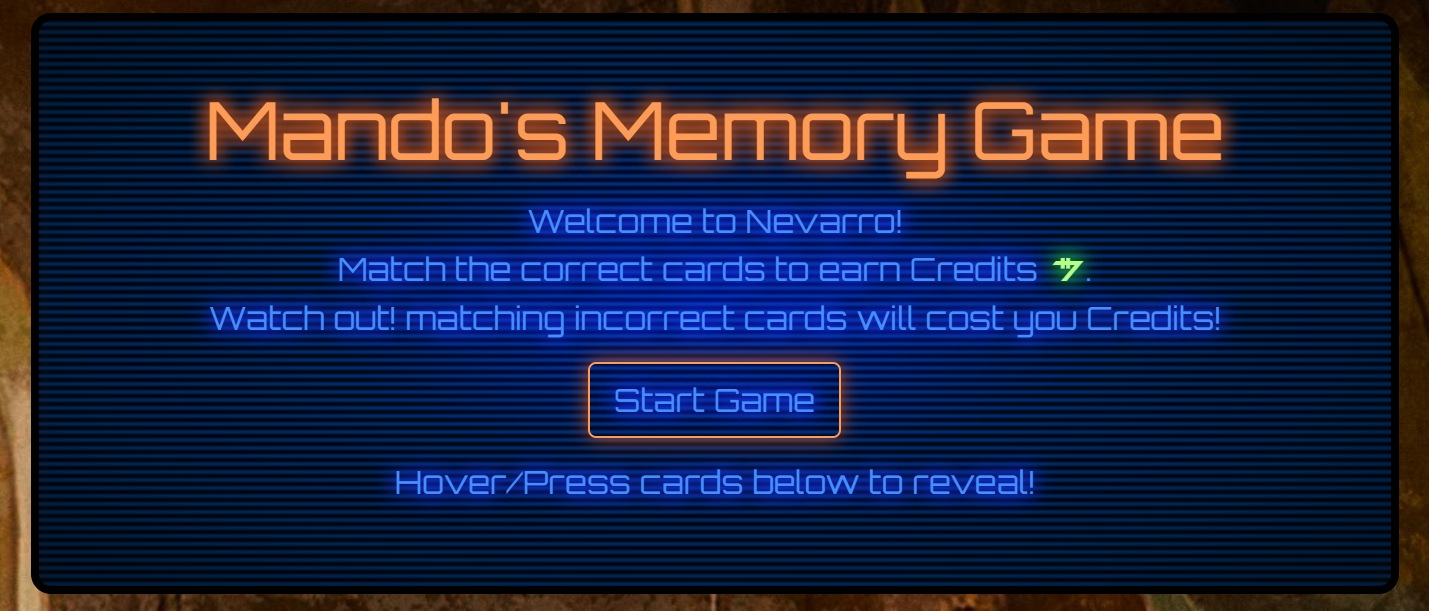 Mando's Memory Game
Welcome to Nevarro!
Match the correct cards to earn Credits .
Watch out! matching incorrect cards will cost you Credits!
Start Game
Hover/Press cards below to reveal!